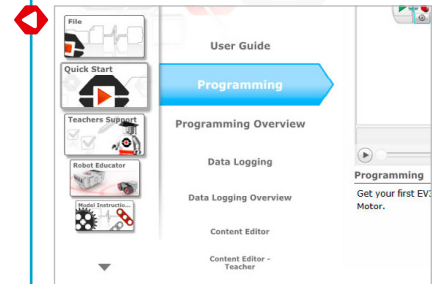 File
Quick Start
Teachers Support
Robot Educator
Model Instructio...
User Guide
Programming
Programming Overview
Data Logging
Data Logging Overview
Content Editor
Content Editor -
Teacher
Programming
Get your first EV3
Motor.